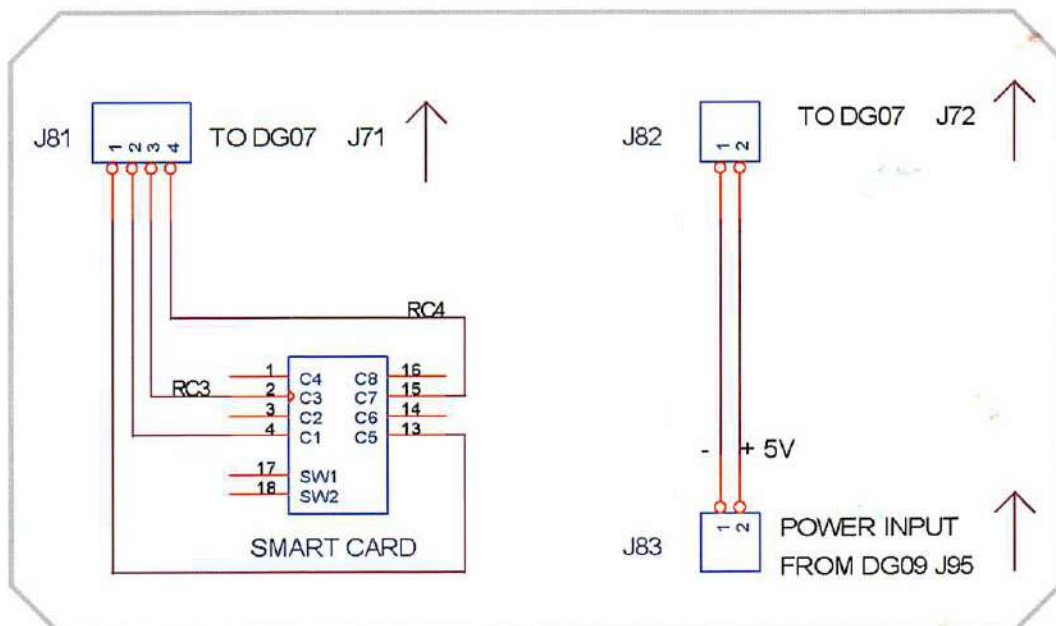 J81
1 2 3 4
TO DG07 J71
J82
1 2
TO DG07 J72
RC4
RC3
1 C4 C8 16
2 C3 C7 15
3 C2 C6 14
4 C1 C5 13
17 SW1
18 SW2
SMART CARD
- + 5V
J83
1 2
POWER INPUT
FROM DG09 J95